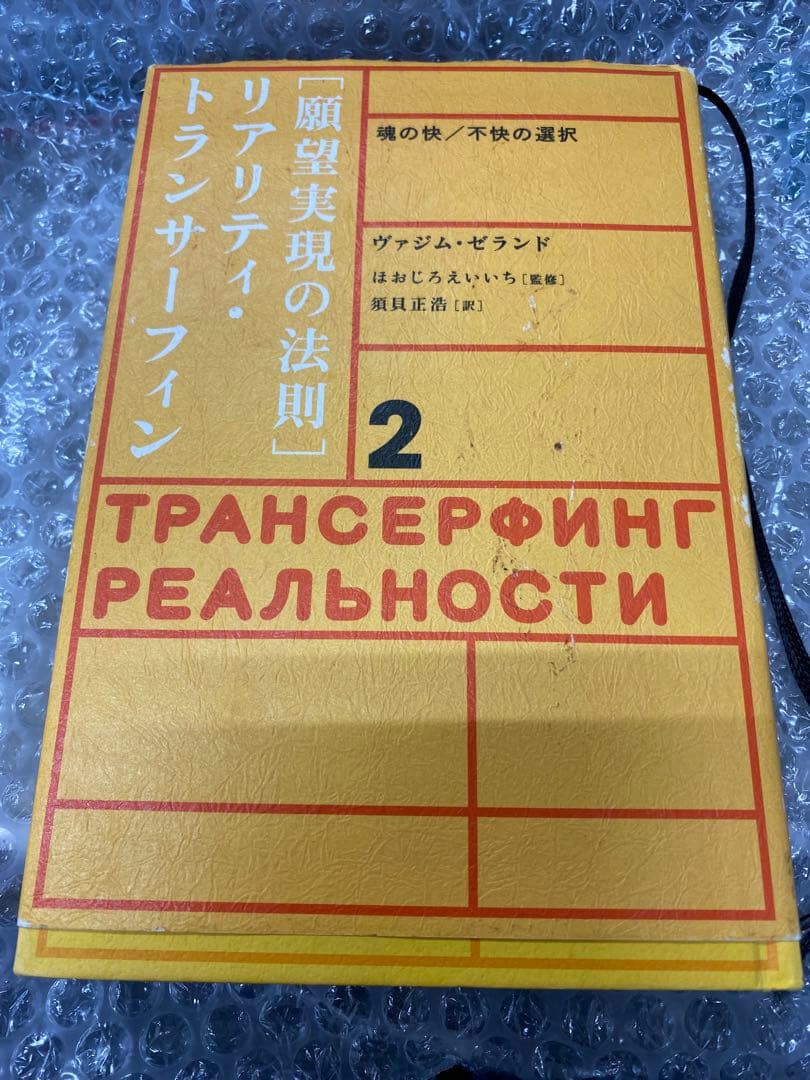 [願望実現の法則]
リアリティ・
トランサーフィン
魂の快／不快の選択
ヴァジム・ゼランド
ほおじろえいいち[監修]
須貝正浩[訳]
2
ТРАНСЕРФИНГ
РЕАЛЬНОСТИ